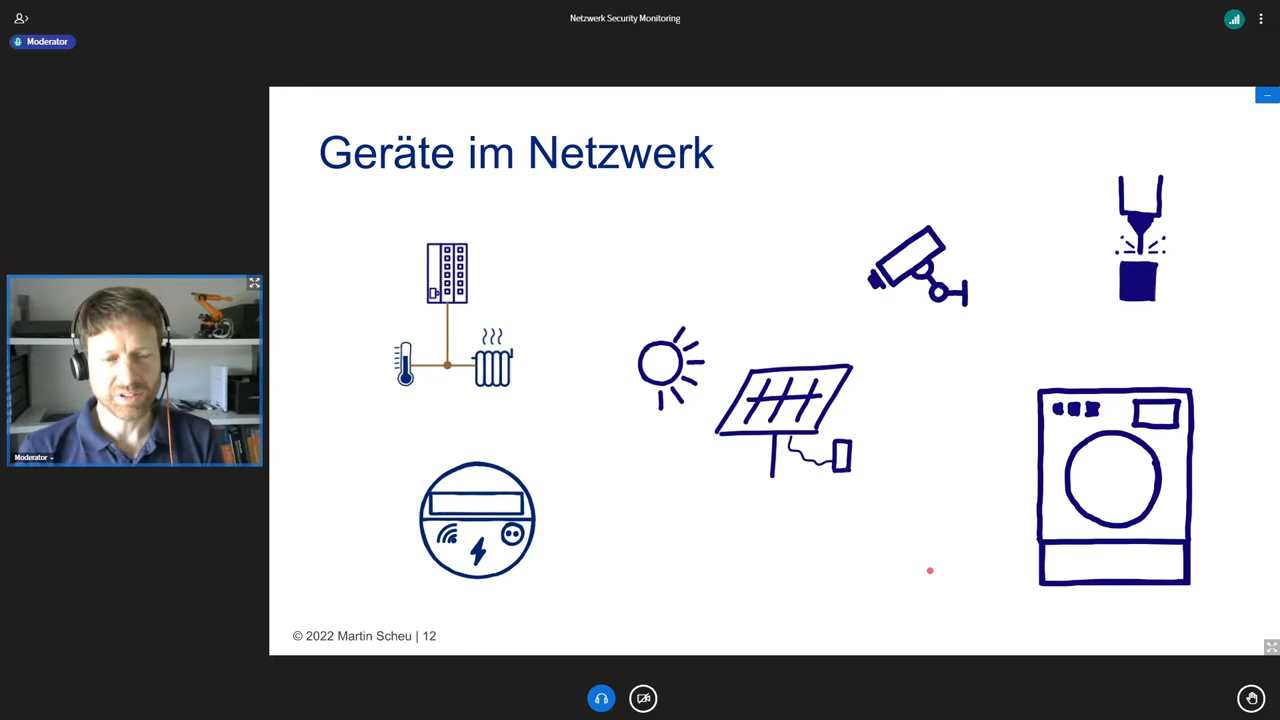 Netzwerk Security Monitoring
Moderator
Geräte im Netzwerk
Moderator
© 2022 Martin Scheu | 12